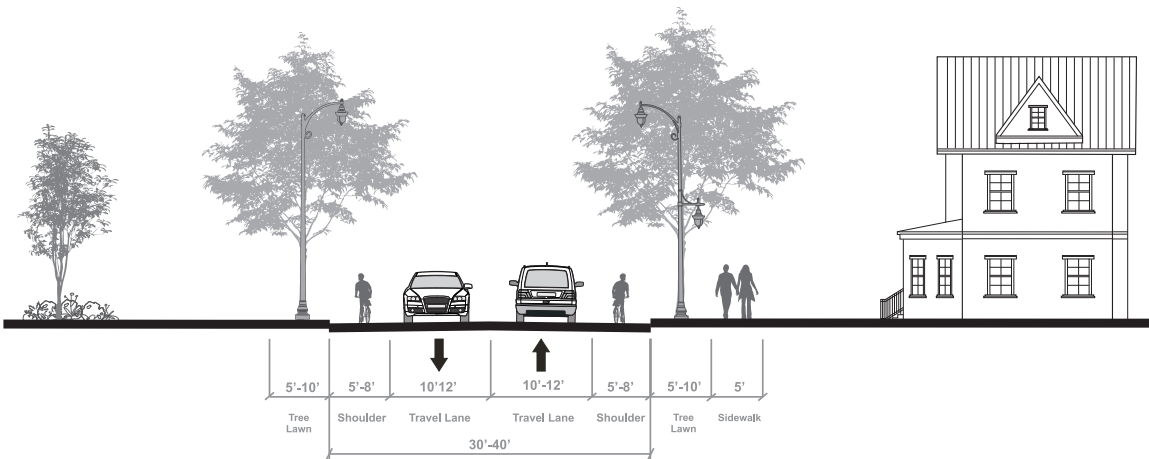 5'-10' 5'-8' 10'12' 10'-12' 5'-8' 5'-10' 5'
Tree Lawn Shoulder Travel Lane Travel Lane Shoulder Tree Lawn Sidewalk
30'-40'